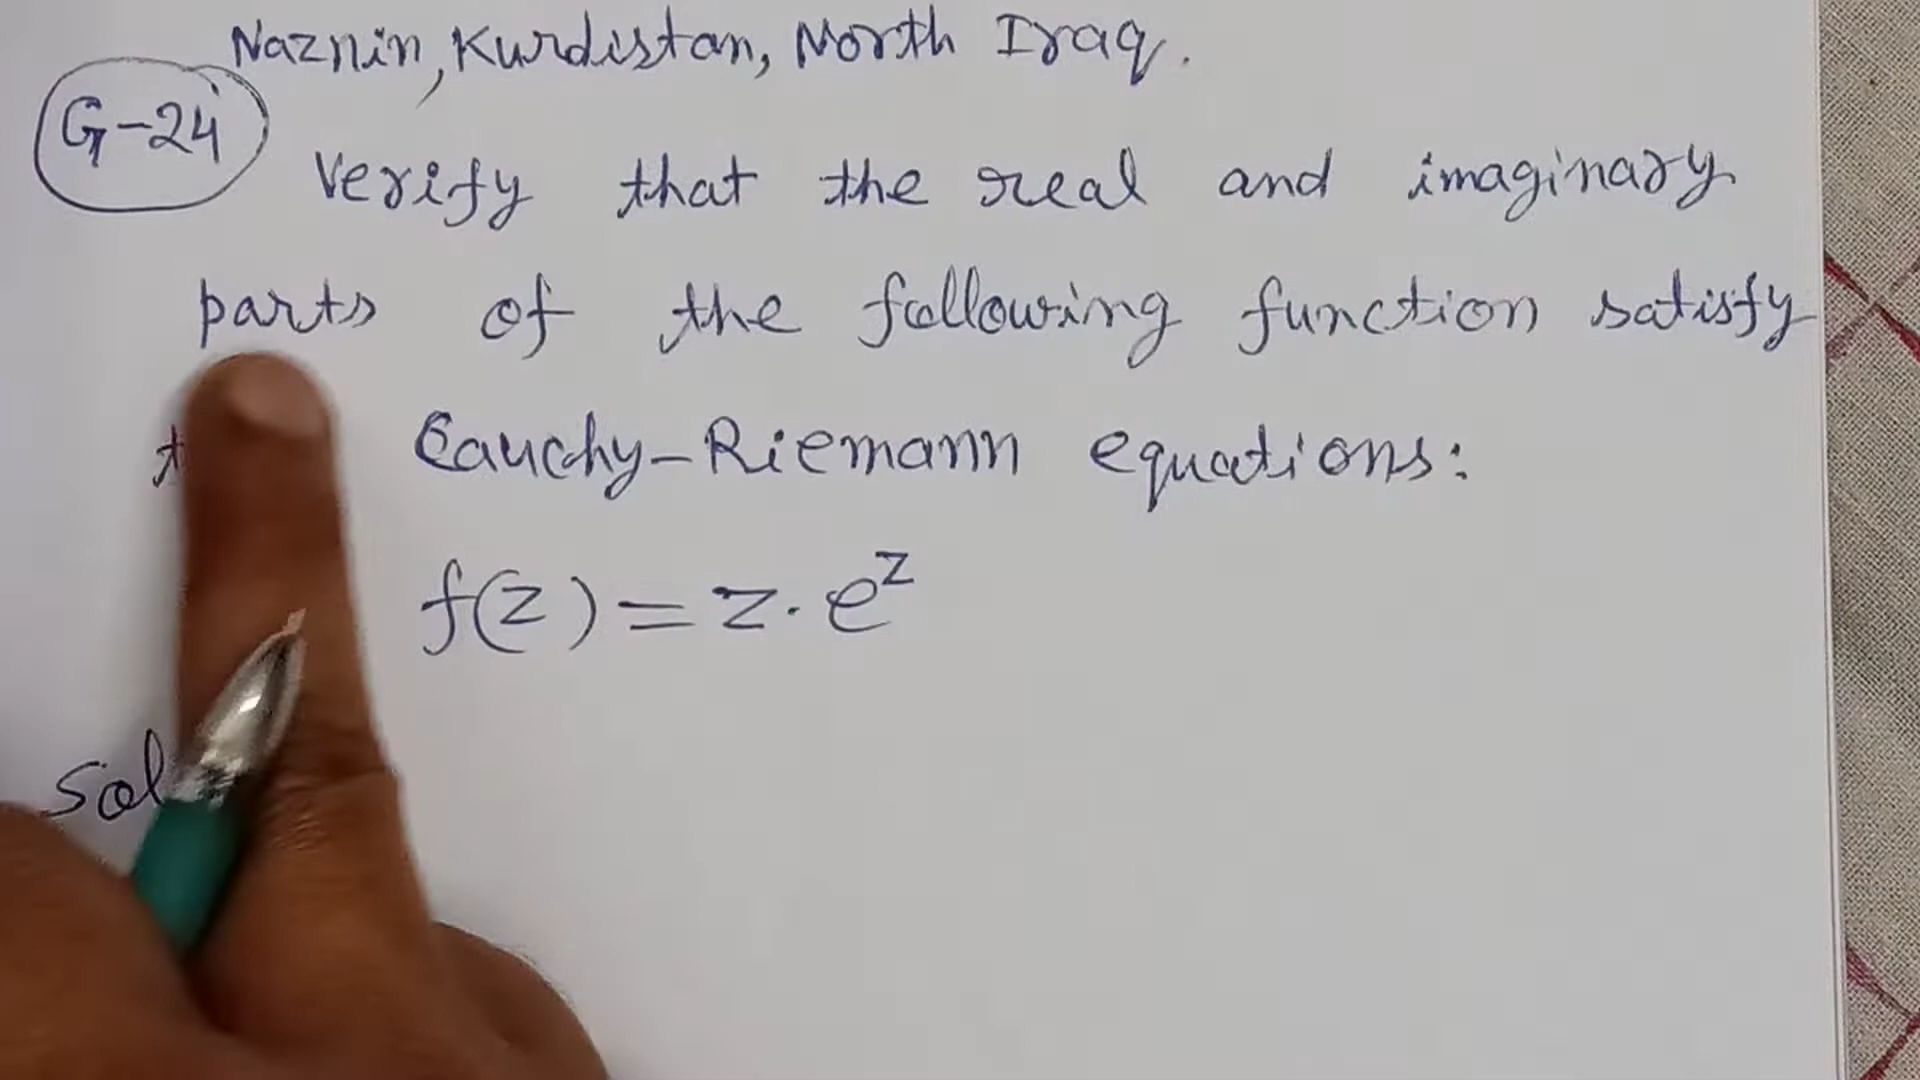 Naznin, Kurdistan, North Iraq.
G-24
Verify that the real and imaginary
parts of the following function satisfy
Cauchy-Riemann equations:
f(z) = z. e^z
Sol